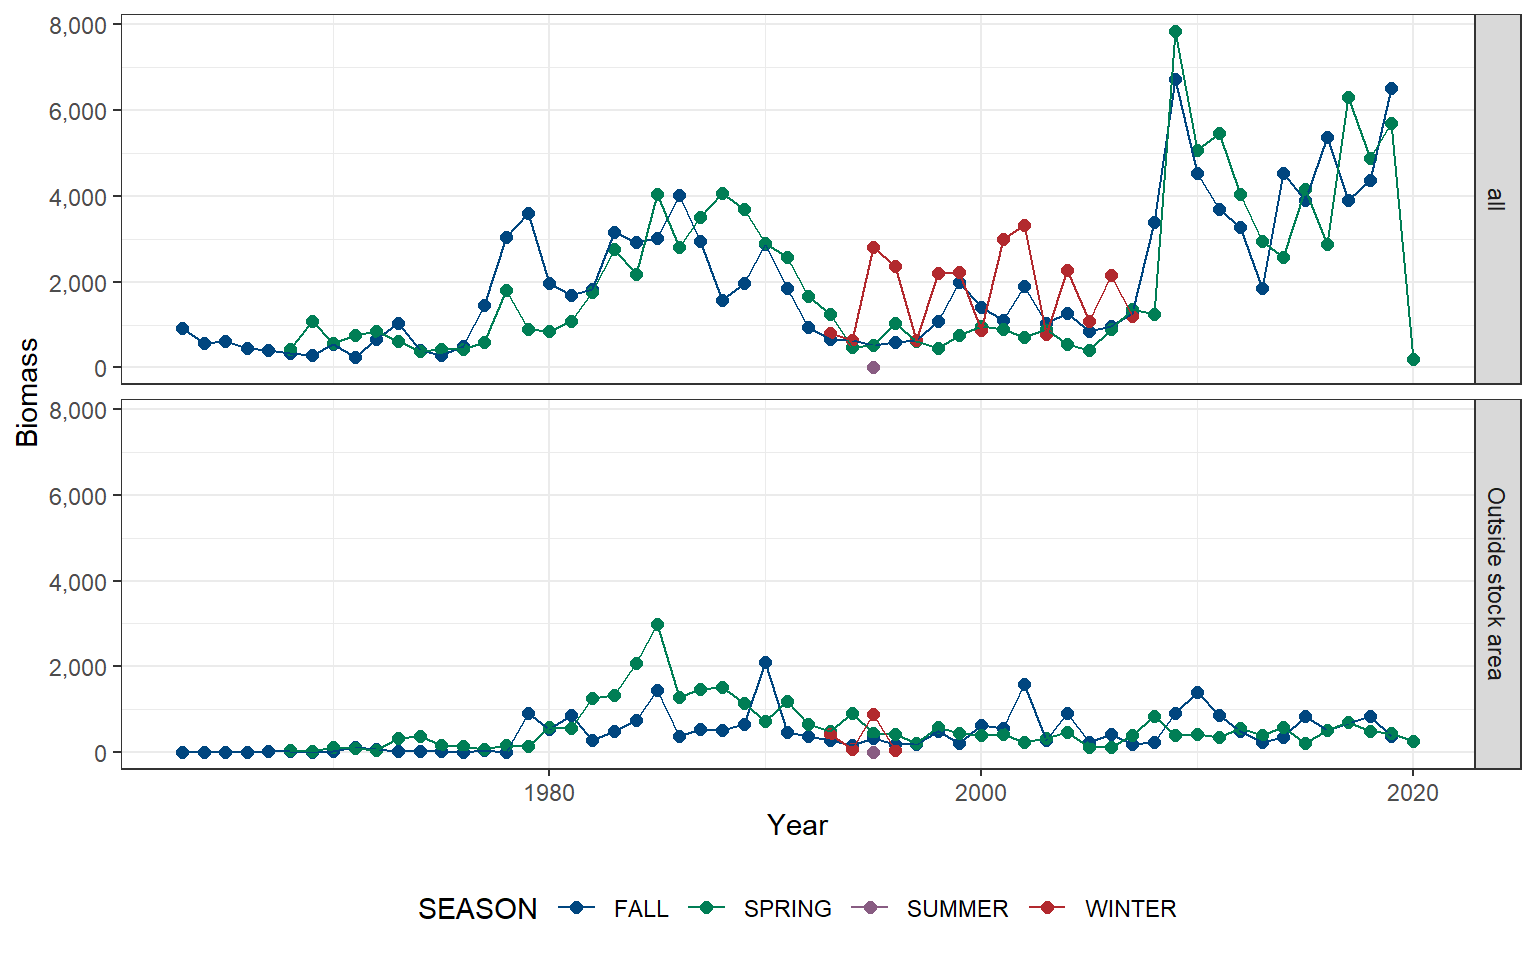 8,000
6,000
4,000
2,000
0
all
8,000
6,000
4,000
2,000
0
Outside stock area
Biomass
1980 2000 2020
Year
SEASON FALL SPRING SUMMER WINTER